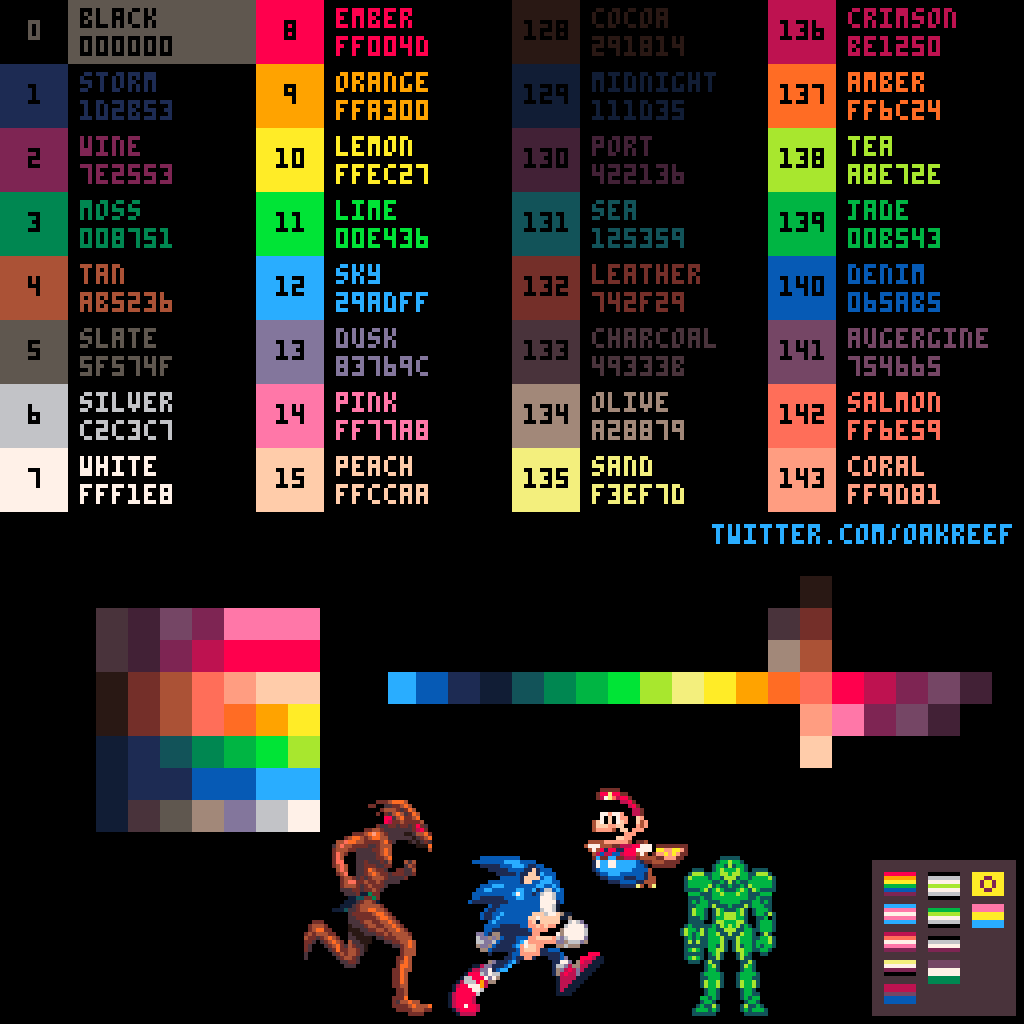 0
BLACK
000000
1
STORM
1D2B53
2
WINE
7E2553
3
MOSS
008751
4
TAN
AB5236
5
SLATE
5F574F
6
SILVER
C2C3C7
7
WHITE
FFF1E8
8
EMBER
FF004D
9
ORANGE
FFA300
10
LEMON
FFEC27
11
LIME
00E436
12
SKY
29ADFF
13
DUSK
83769C
14
PINK
FF77A8
15
PEACH
FFCCAA
128
COCOA
291814
129
MIDNIGHT
111D35
130
PORT
422136
131
SEA
125359
132
LEATHER
742F29
133
CHARCOAL
49333B
134
OLIVE
A28879
135
SAND
F3EF7D
136
CRIMSON
BE1250
137
AMBER
FF6C24
138
TEA
A8E72E
139
JADE
00B543
140
DENIM
065AB5
141
AUGERGINE
754665
142
SALMON
FF6E59
143
CORAL
FF9D81
TWITTER.COM/OAKREEF